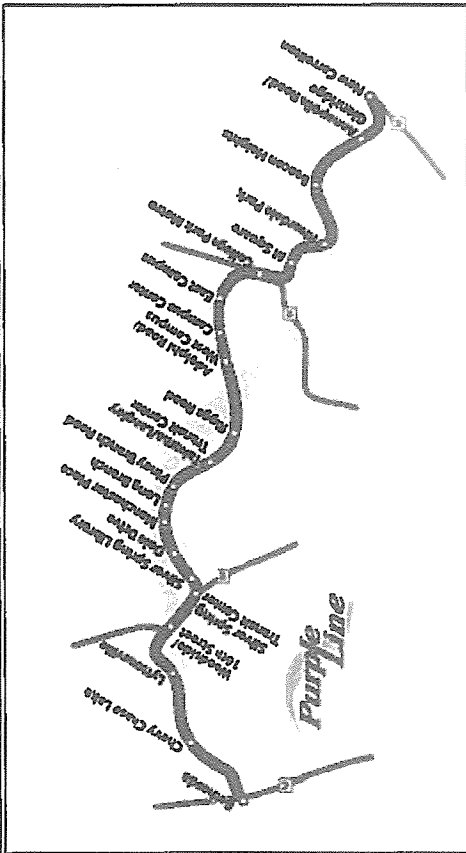 Bethesda
Chevy Chase Lake
Lyttonsville
Woodside/
16th Street
Silver Spring
Transit Center
Silver Spring Library
Dale Drive
Manchester Place
Long Branch
Piney Branch Road
Takoma/Langley
Transit Center
Riggs Road
Adelphi Road/
West Campus
Campus Center
East Campus
College Park Metro
M Square
Riverdale Park
Beacon Heights
Annapolis Road/
Glenridge
New Carrollton
Purple
Line